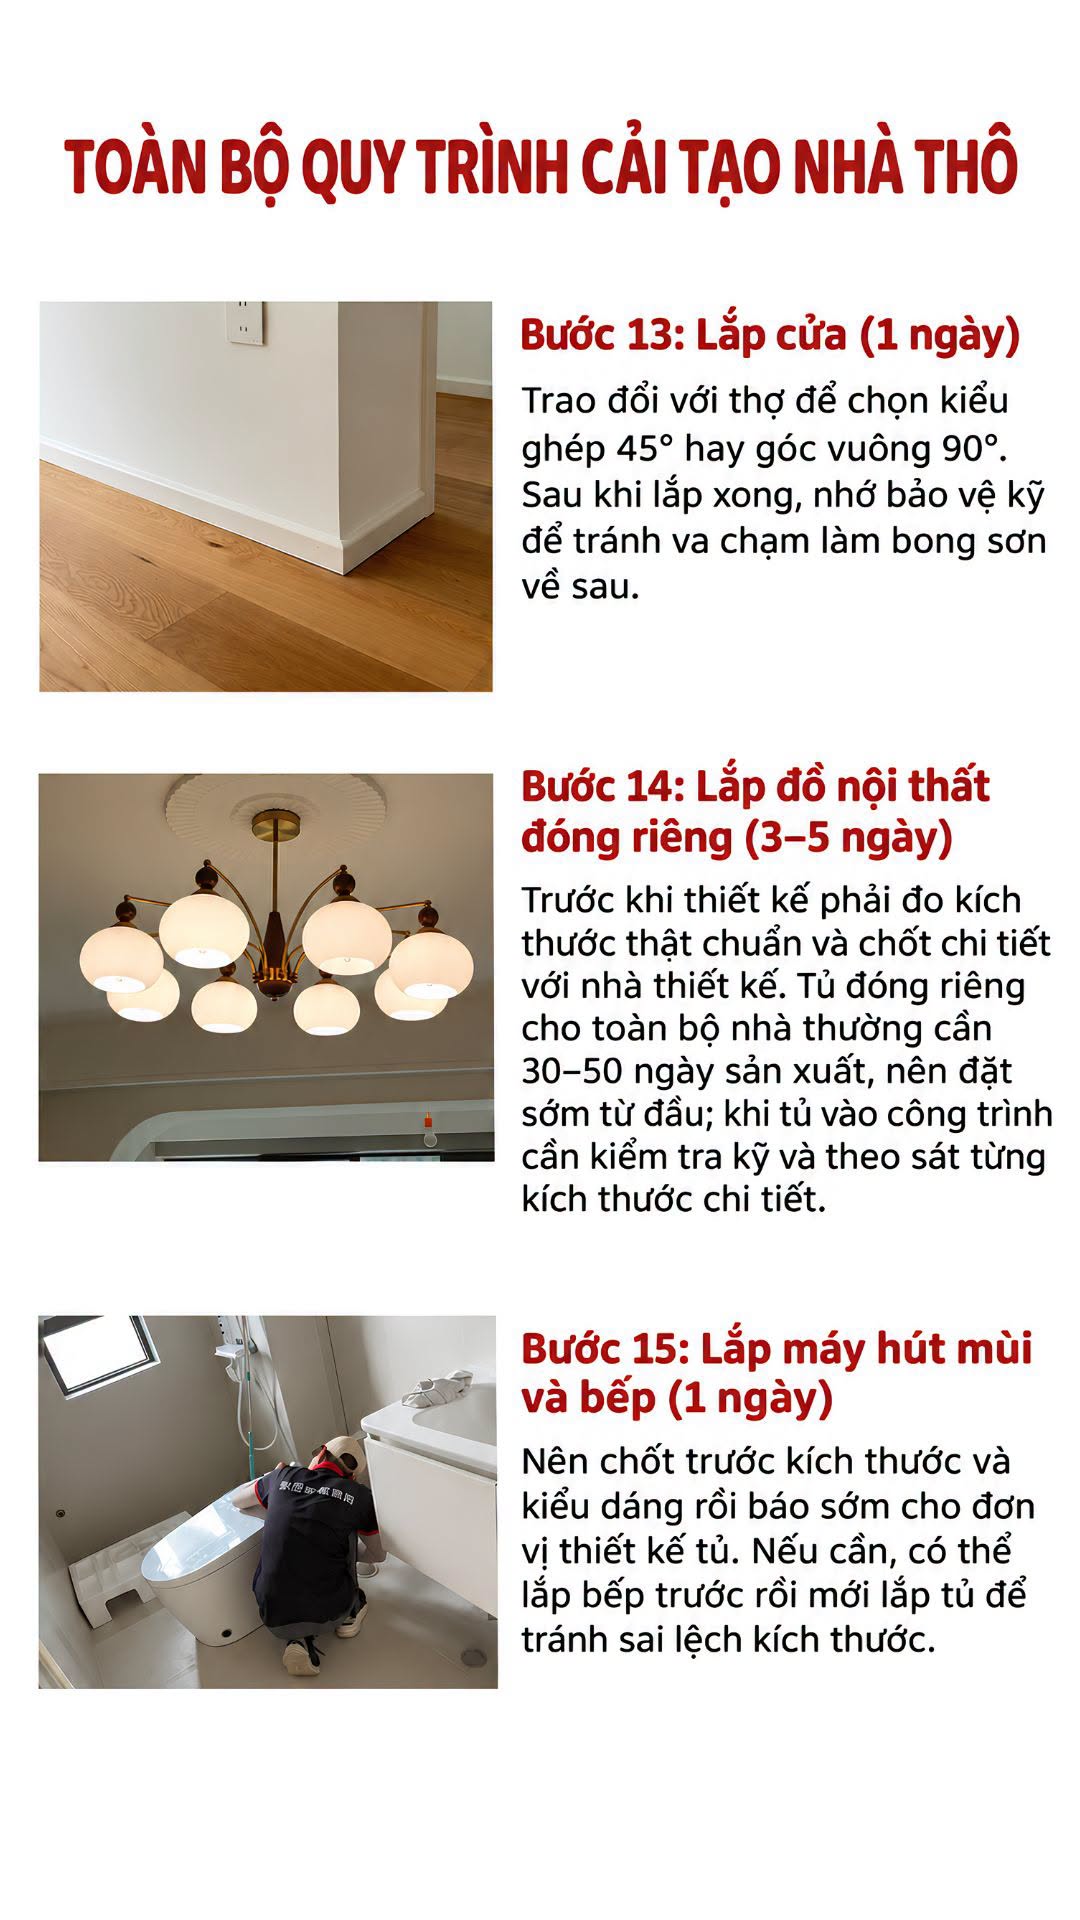 TOÀN BỘ QUY TRÌNH CẢI TẠO NHÀ THÔ
Bước 13: Lắp cửa (1 ngày)
Trao đổi với thợ để chọn kiểu
ghép 45° hay góc vuông 90°.
Sau khi lắp xong, nhớ bảo vệ kỹ
để tránh va chạm làm bong sơn
về sau.
Bước 14: Lắp đồ nội thất
đóng riêng (3–5 ngày)
Trước khi thiết kế phải đo kích
thước thật chuẩn và chốt chi tiết
với nhà thiết kế. Tủ đóng riêng
cho toàn bộ nhà thường cần
30–50 ngày sản xuất, nên đặt
sớm từ đầu; khi tủ vào công trình
cần kiểm tra kỹ và theo sát từng
kích thước chi tiết.
Bước 15: Lắp máy hút mùi
và bếp (1 ngày)
Nên chốt trước kích thước và
kiểu dáng rồi báo sớm cho đơn
vị thiết kế tủ. Nếu cần, có thể
lắp bếp trước rồi mới lắp tủ để
tránh sai lệch kích thước.